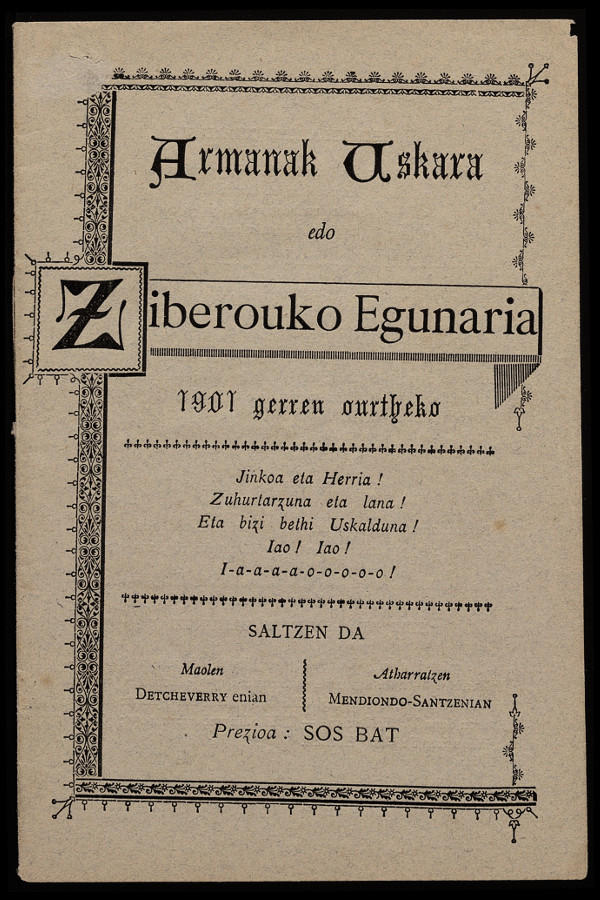 Armanak Uskara
edo
Ziberouko Egunaria
1901 gerren ourtheko
Jinkoa eta Herria !
Zuhurtarzuna eta lana !
Eta bizi bethi Uskalduna !
Iao ! Iao !
I-a-a-a-a-o-o-o-o-o !
SALTZEN DA
Maolen
DETCHEVERRY enian
Atharratzen
MENDIONDO-SANTZENIAN
Prezioa : SOS BAT